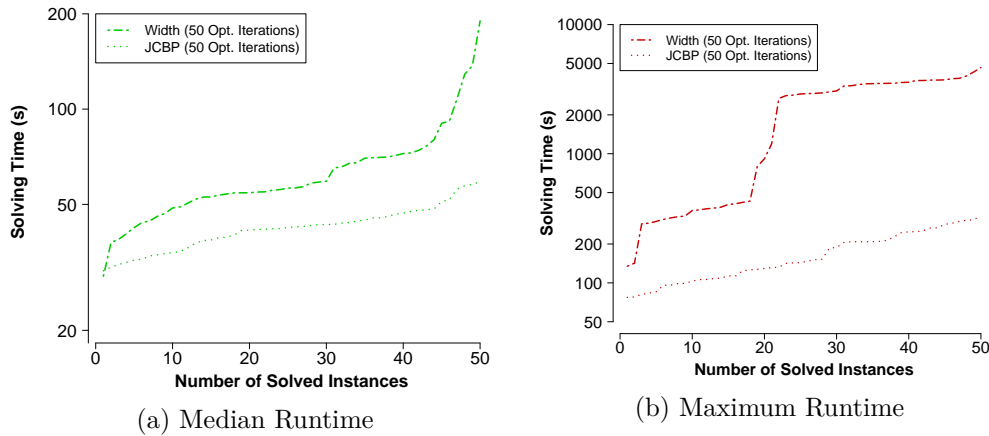 Width (50 Opt. Iterations)
JCBP (50 Opt. Iterations)
Solving Time (s)
200
100
50
20
0
10
20
30
40
50
Number of Solved Instances
(a) Median Runtime
Width (50 Opt. Iterations)
JCBP (50 Opt. Iterations)
Solving Time (s)
10000
5000
2000
1000
500
200
100
50
0
10
20
30
40
50
Number of Solved Instances
(b) Maximum Runtime